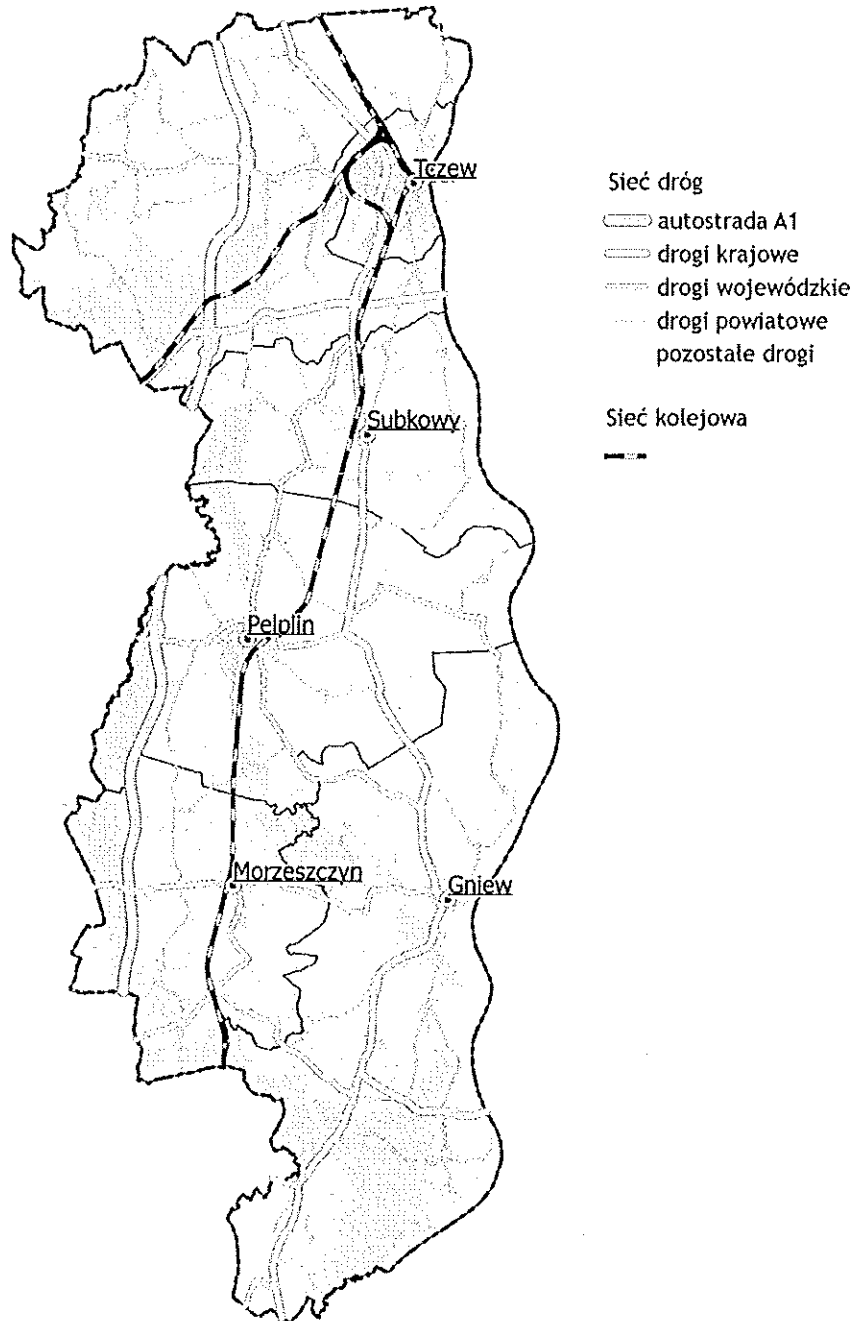 Tczew
Sieć dróg
autostrada A1
drogi krajowe
drogi wojewódzkie
drogi powiatowe
pozostałe drogi
Subkowy
Sieć kolejowa
Pelplin
Morzeszczyn
Gniew